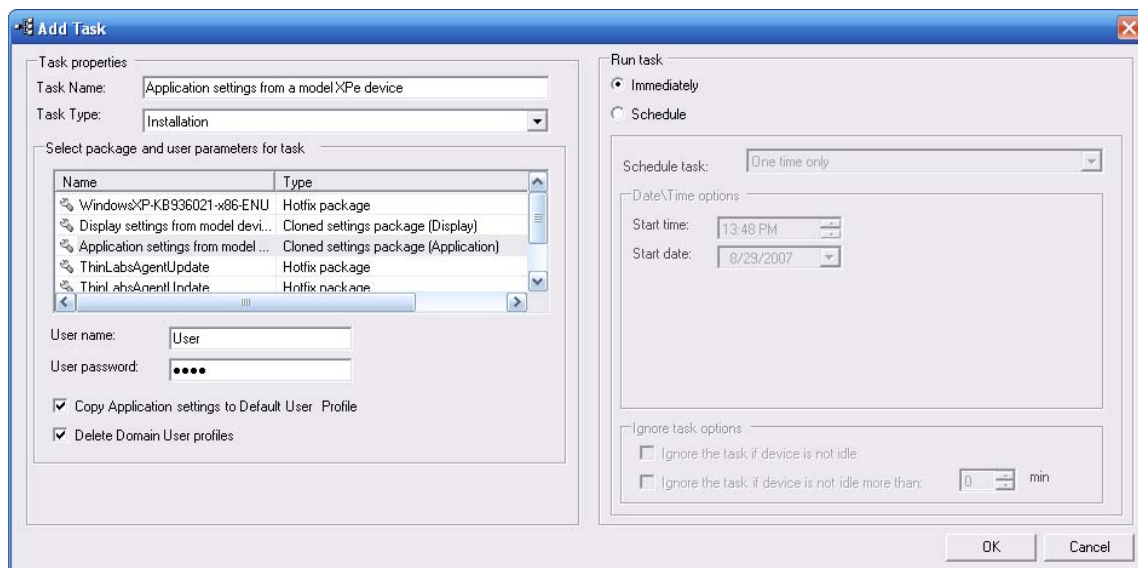 Add Task
Task properties
Task Name: Application settings from a model XPe device
Task Type: Installation
Select package and user parameters for task
Name Type
WindowsXP-KB936021-x86-ENU Hotfix package
Display settings from model devi... Cloned settings package (Display)
Application settings from model ... Cloned settings package (Application)
ThinLabsAgentUpdate Hotfix package
ThinLabsAgentUpdate Hotfix package
User name: User
User password: ●●●●
Copy Application settings to Default User Profile
Delete Domain User profiles
Run task
Immediately
Schedule
Schedule task: One time only
Date\Time options
Start time: 13:48 PM
Start date: 8/29/2007
Ignore task options
Ignore the task if device is not idle
Ignore the task if device is not idle more than: 0 min
OK Cancel